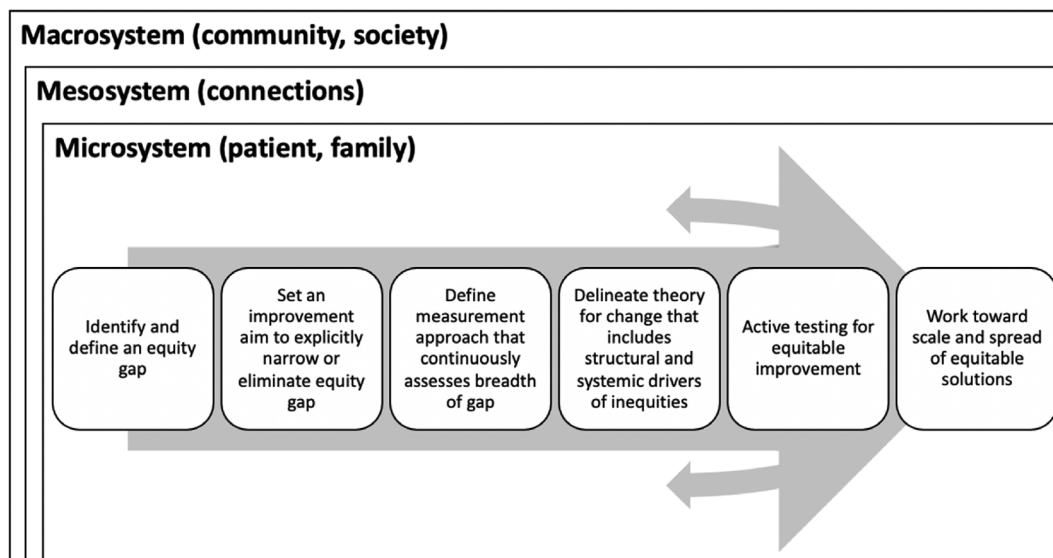 Macrosystem (community, society)
Mesosystem (connections)
Microsystem (patient, family)
Identify and
define an equity
gap
Set an
improvement
aim to explicitly
narrow or
eliminate equity
gap
Define
measurement
approach that
continuously
assesses breadth
of gap
Delineate theory
for change that
includes
structural and
systemic drivers
of inequities
Active testing for
equitable
improvement
Work toward
scale and spread
of equitable
solutions